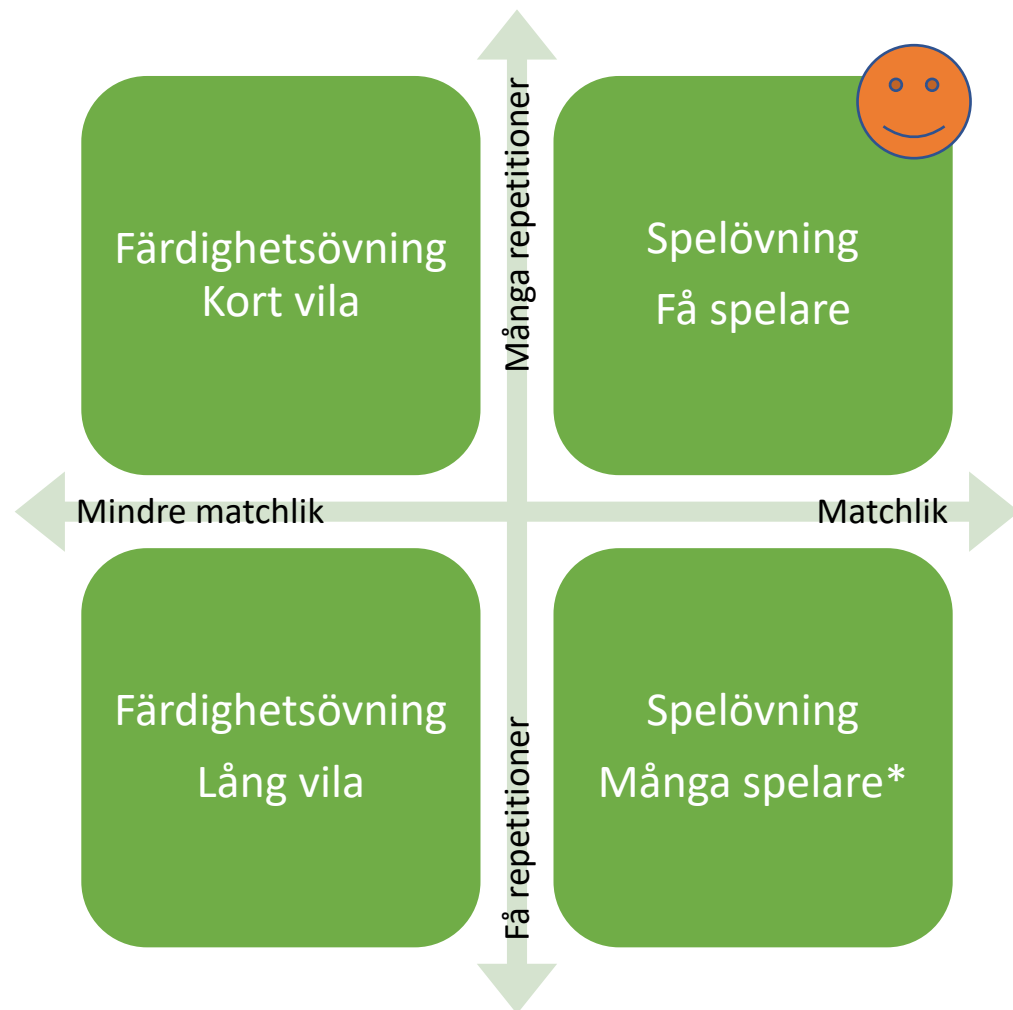 Många repetitioner
Färdighetsövning
Kort vila
Spelövning
Få spelare
Mindre matchlik
Matchlik
Färdighetsövning
Lång vila
Spelövning
Många spelare*
Få repetitioner